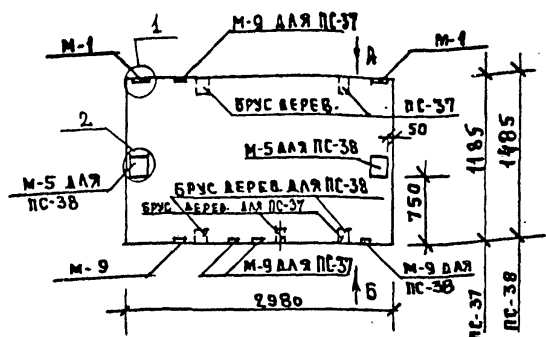 1
М-9 ДЛЯ ПС-37
М-1
А
М-1
БРУС ДЕРЕВ.
ПС-37
50
2
М-5 ДЛЯ ПС-38
М-5 ДЛЯ
ПС-38
БРУС ДЕРЕВ ДЛЯ ПС-38
БРУС ДЕРЕВ. ДЛЯ ПС-37
750
1185
1485
М-9
М-9 ДЛЯ ПС-37
М-9 ДЛЯ
ПС-38
Б
2980
ПС-37
ПС-38